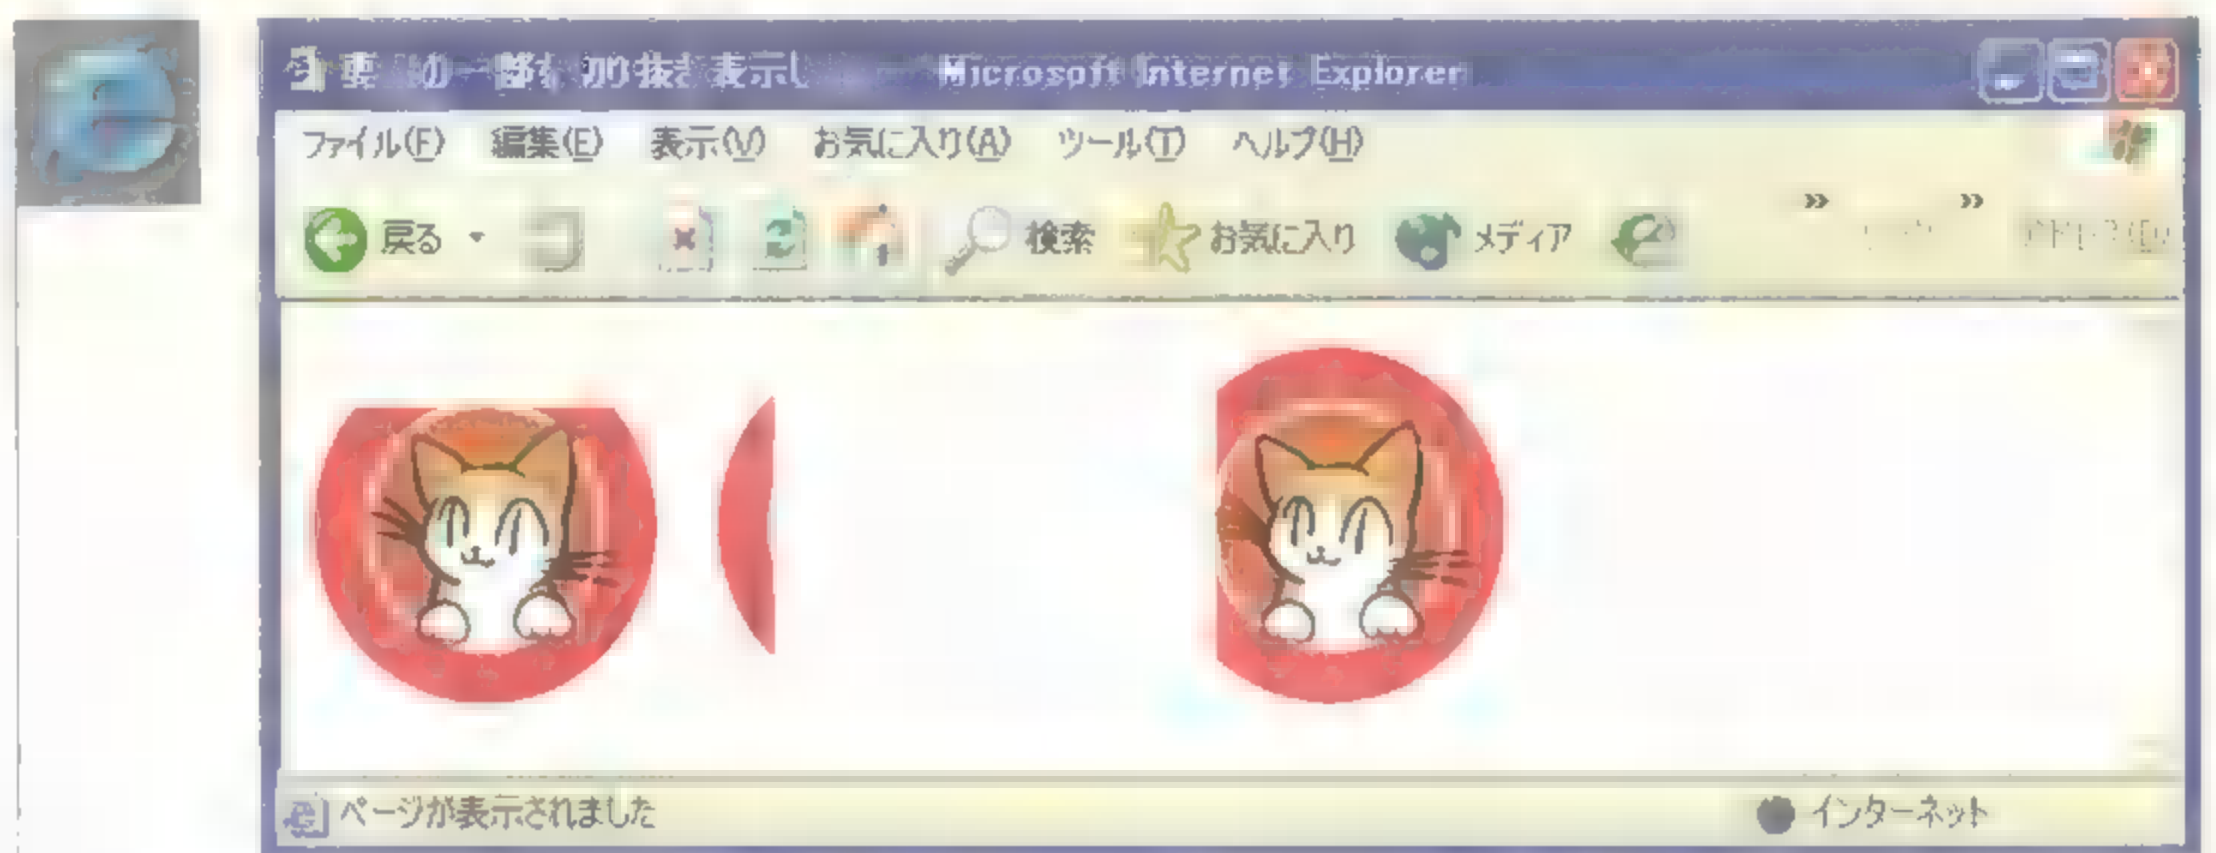 要 の一部を 切り抜き 表示し Microsoft Internet Explorer
ファイル(F) 編集(E) 表示(V) お気に入り(A) ツール(T) ヘルプ(H)
戻る 検索 お気に入り メディア » »
ページが表示されました インターネット